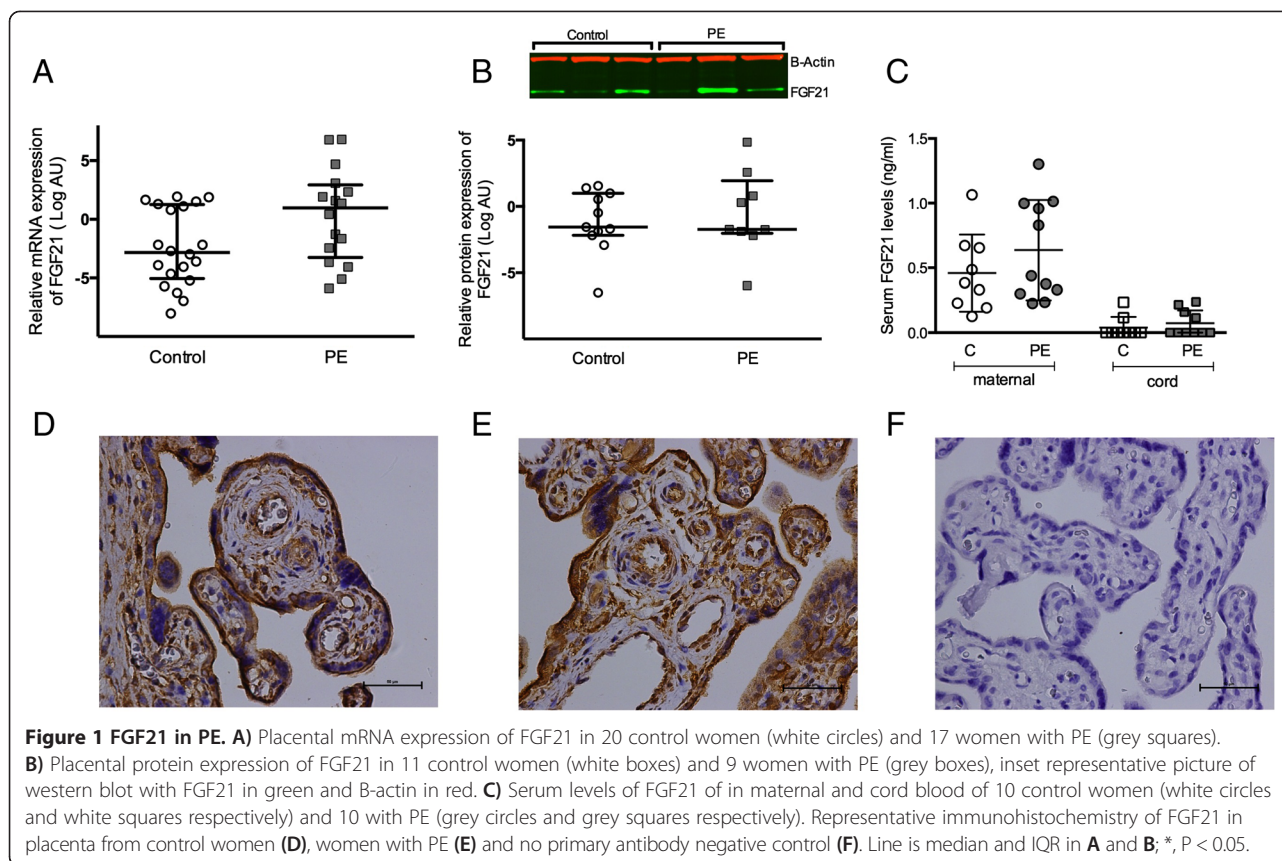 A
Relative mRNA expression
of FGF21 ( Log AU)
5
0
-5
Control
PE
B
Control
PE
B-Actin
FGF21
Relative protein expression of
FGF21 (Log AU)
5
0
-5
Control
PE
C
Serum FGF21 levels (ng/ml)
1.5
1.0
0.5
0.0
C
PE
C
PE
maternal
cord
D
E
F
Figure 1 FGF21 in PE. A) Placental mRNA expression of FGF21 in 20 control women (white circles) and 17 women with PE (grey squares).
B) Placental protein expression of FGF21 in 11 control women (white boxes) and 9 women with PE (grey boxes), inset representative picture of
western blot with FGF21 in green and B-actin in red. C) Serum levels of FGF21 of in maternal and cord blood of 10 control women (white circles
and white squares respectively) and 10 with PE (grey circles and grey squares respectively). Representative immunohistochemistry of FGF21 in
placenta from control women (D), women with PE (E) and no primary antibody negative control (F). Line is median and IQR in A and B; *, P < 0.05.